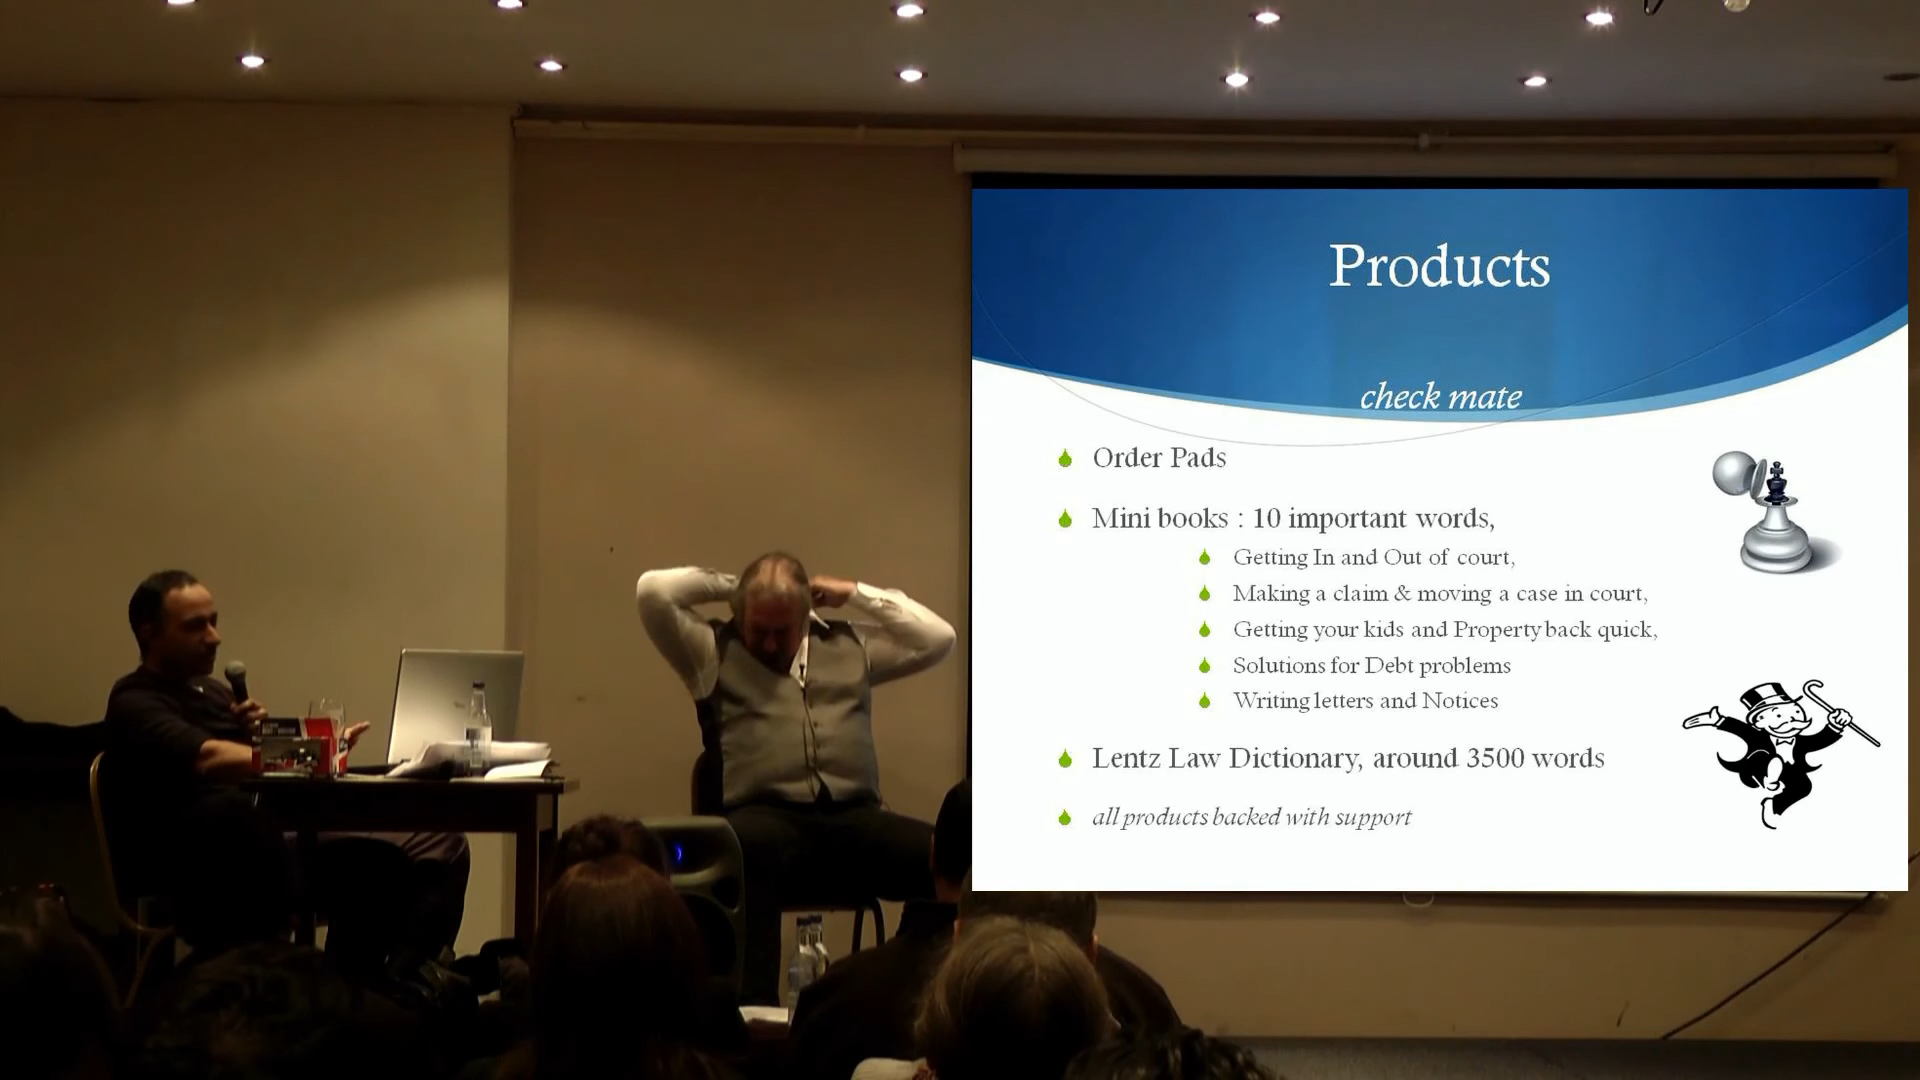 Products
check mate
Order Pads
Mini books : 10 important words,
Getting In and Out of court,
Making a claim & moving a case in court,
Getting your kids and Property back quick,
Solutions for Debt problems
Writing letters and Notices
Lentz Law Dictionary, around 3500 words
all products backed with support